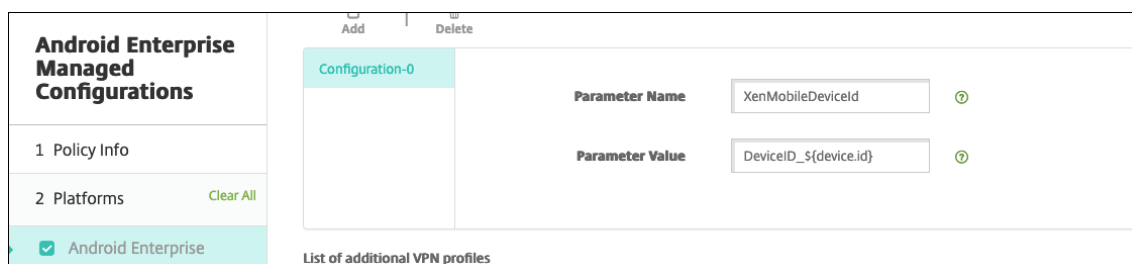 Add
Delete
Android Enterprise
Managed
Configurations
Configuration-0
Parameter Name
XenMobileDeviceId
1 Policy Info
Parameter Value
DeviceID_${device.id}
2 Platforms
Clear All
Android Enterprise
List of additional VPN profiles